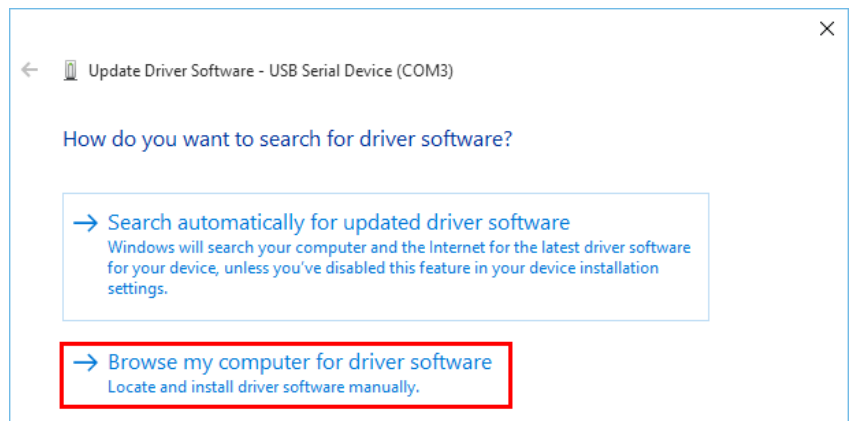 Update Driver Software - USB Serial Device (COM3)
How do you want to search for driver software?
Search automatically for updated driver software
Windows will search your computer and the Internet for the latest driver software
for your device, unless you've disabled this feature in your device installation
settings.
Browse my computer for driver software
Locate and install driver software manually.